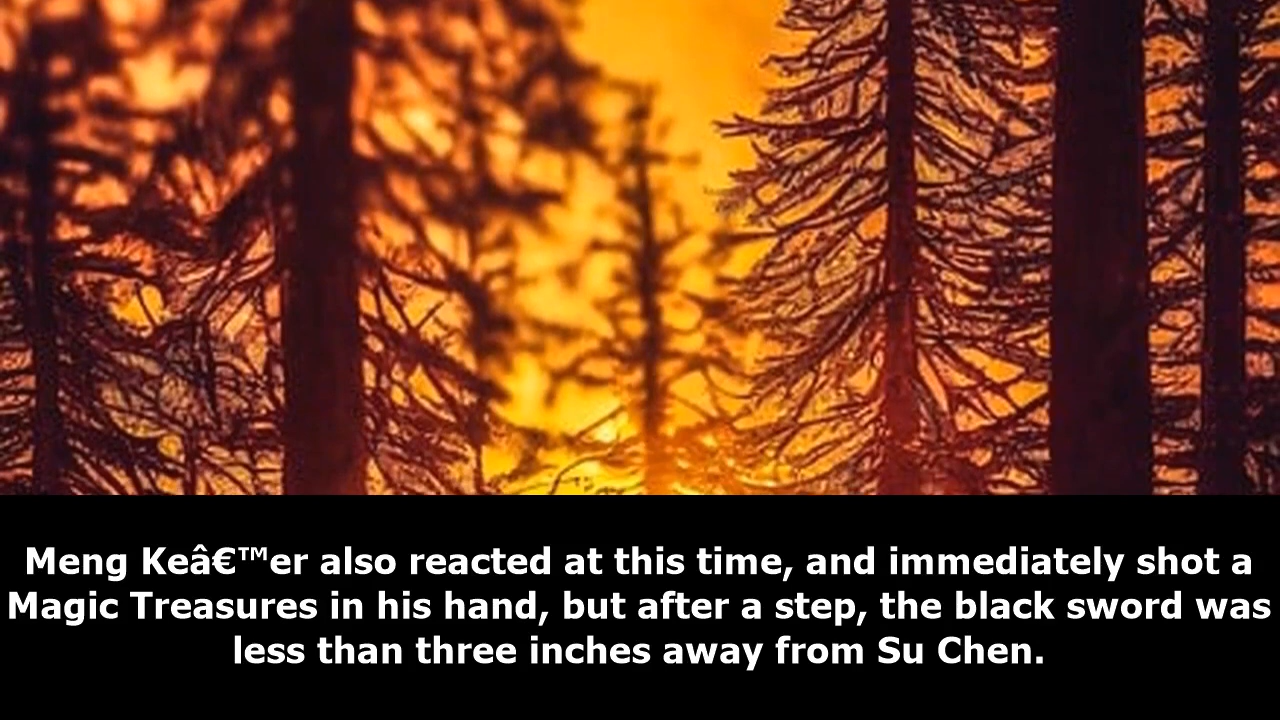 Meng Keâ€™er also reacted at this time, and immediately shot a
Magic Treasures in his hand, but after a step, the black sword was
less than three inches away from Su Chen.